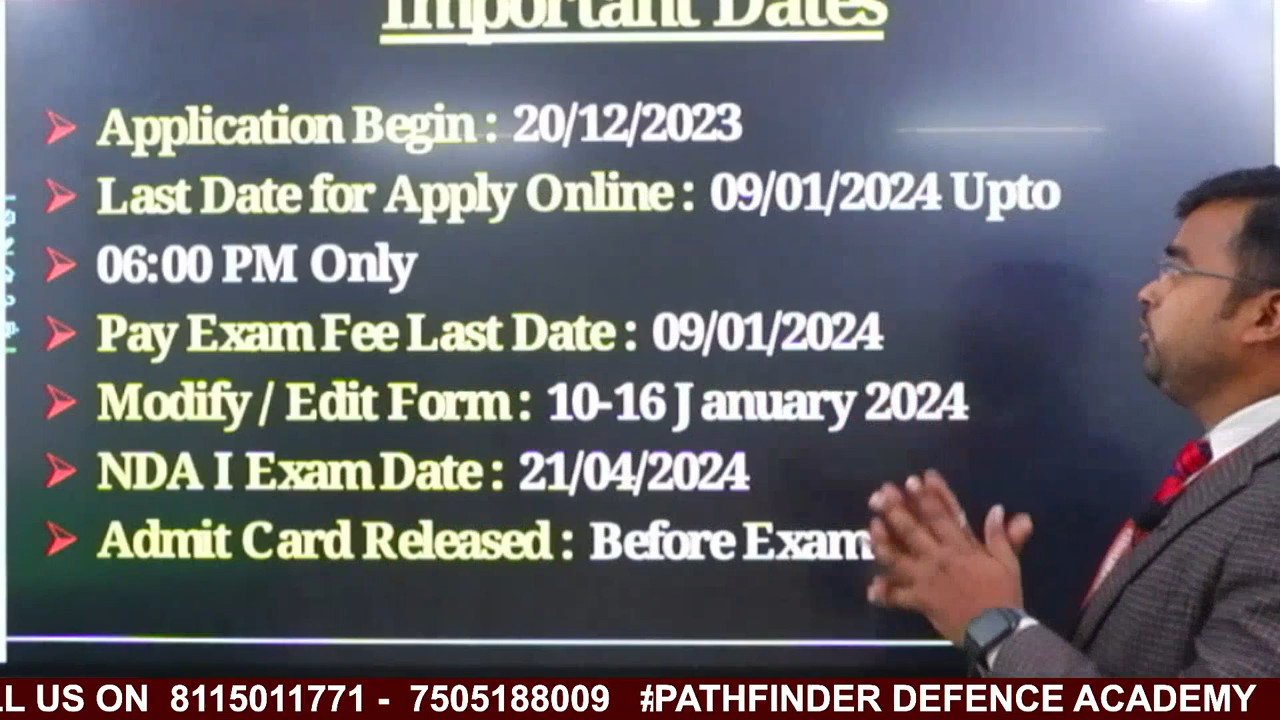 Important Dates
Application Begin : 20/12/2023
Last Date for Apply Online : 09/01/2024 Upto
06:00 PM Only
Pay Exam Fee Last Date : 09/01/2024
Modify / Edit Form : 10-16 January 2024
NDA I Exam Date : 21/04/2024
Admit Card Released : Before Exam
LL US ON 8115011771 - 7505188009 #PATHFINDER DEFENCE ACADEMY